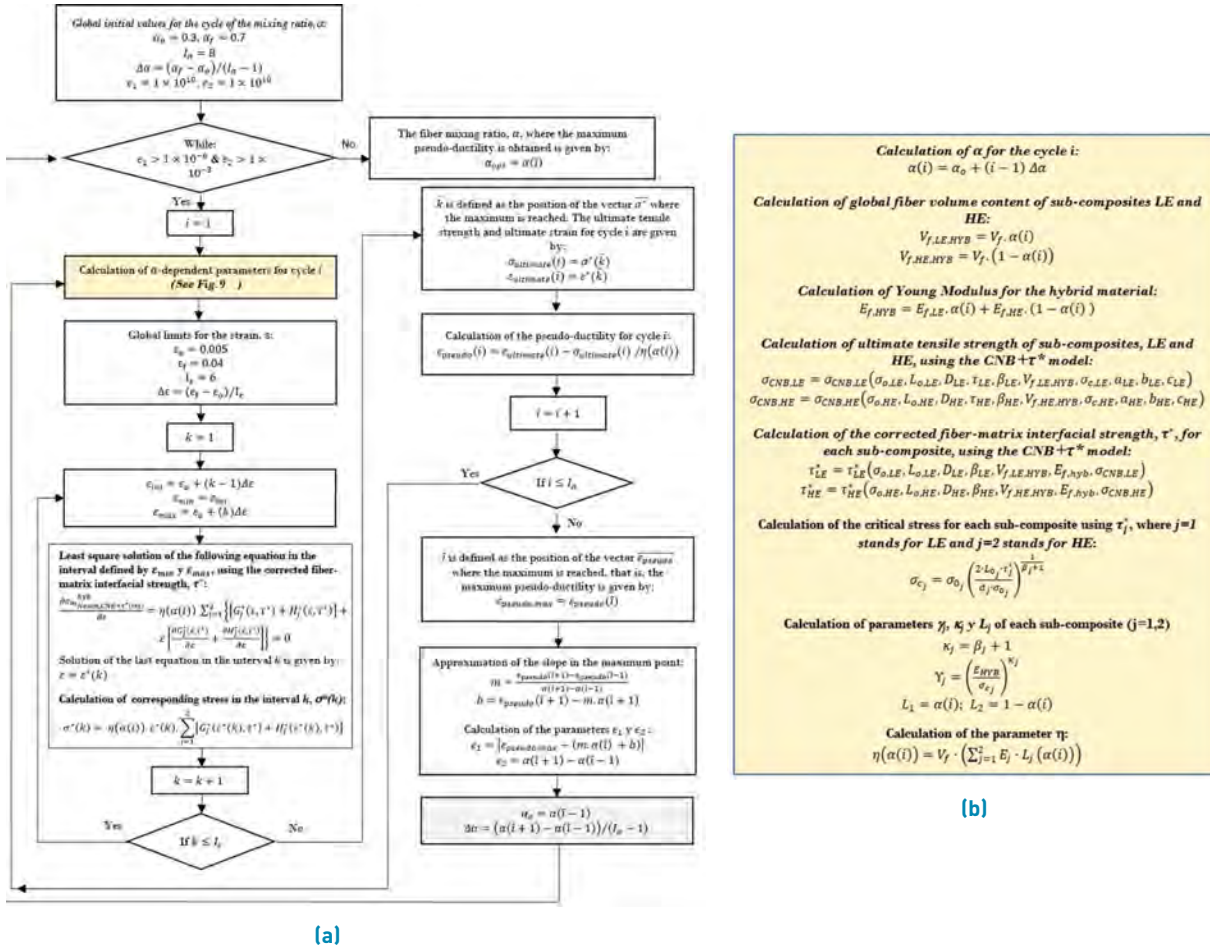 Global initial values for the cycle of the mixing ratio, α:
α₀ = 0.3, α_f = 0.7
I_α = 8
Δα = (α_f − α₀)/(I_α − 1)
While:
No
Yes
i = 1
Calculation of α-dependent parameters for cycle i
(See Fig.9 )
Global limits for the strain, ε:
ε₀ = 0.005
ε_f = 0.04
I_ε = 6
Δε = (ε_f − ε₀)/I_ε
k = 1
ε_ini = ε₀ + (k − 1)Δε
ε_min = ε_ini
ε_máx = ε₀ + (k)Δε
Least square solution of the following equation in the
interval defined by ε_min y ε_max, using the corrected fiber-
matrix interfacial strength, τ*:
Solution of the last equation in the interval k is given by:
ε = ε*(k)
Calculation of corresponding stress in the interval k, σ*(k):
k = k + 1
Yes
No
If k ≤ I_ε
The fiber mixing ratio, α, where the maximum
pseudo-ductility is obtained is given by:
α_opt = α(i)
k̄ is defined as the position of the vector σ* where
the maximum is reached. The ultimate tensile
strength and ultimate strain for cycle i are given
by:
σ_ultimate(i) = σ*(k̄)
ε_ultimate(i) = ε*(k̄)
Calculation of the pseudo-ductility for cycle i:
ε_pseudo(i) = ε_ultimate(i) − σ_ultimate(i) /η(α(i))
i = i + 1
Yes
If i ≤ I_α
No
ī is defined as the position of the vector ε_pseudo
where the maximum is reached, that is, the
maximum pseudo-ductility is given by:
ε_pseudo.max = ε_pseudo(ī)
Approximation of the slope in the maximum point:
m = (ε_pseudo(ī+1)−ε_pseudo(ī−1))/(α(ī+1)−α(ī−1))
b = ε_pseudo(ī + 1) − m.α(ī + 1)
Calculation of the parameters e₁ y e₂ :
e₁ = |ε_pseudo.max − (m.α(ī) + b)|
e₂ = α(ī + 1) − α(ī − 1)
α₀ = α(ī − 1)
Δα = (α(ī + 1) − α(ī − 1))/(I_α − 1)
(a)
Calculation of α for the cycle i:
α(i) = α₀ + (i − 1) Δα
Calculation of global fiber volume content of sub-composites LE and
HE:
V_f.LE.HYB = V_f.α(i)
V_f.HE.HYB = V_f.(1 − α(i))
Calculation of Young Modulus for the hybrid material:
E_f.HYB = E_f.LE.α(i) + E_f.HE.(1 − α(i) )
Calculation of ultimate tensile strength of sub-composites, LE and
HE, using the CNB+τ* model:
σ_CNB.LE = σ_CNB.LE(σ_o.LE, L_o.LE, D_LE, τ_LE, β_LE, V_f.LE.HYB, σ_c.LE, a_LE, b_LE, c_LE)
σ_CNB.HE = σ_CNB.HE(σ_o.HE, L_o.HE, D_HE, τ_HE, β_HE, V_f.HE.HYB, σ_c.HE, a_HE, b_HE, c_HE)
Calculation of the corrected fiber-matrix interfacial strength, τ*, for
each sub-composite, using the CNB+τ* model:
τ*_LE = τ*_LE(σ_o.LE, L_o.LE, D_LE, β_LE, V_f.LE.HYB, E_f.hyb, σ_CNB.LE)
τ*_HE = τ*_HE(σ_o.HE, L_o.HE, D_HE, β_HE, V_f.HE.HYB, E_f.hyb, σ_CNB.HE)
Calculation of the critical stress for each sub-composite using τ*_j, where j=1
stands for LE and j=2 stands for HE:
Calculation of parameters γ_j, κ_j y L_j of each sub-composite (j=1,2)
κ_j = β_j + 1
L₁ = α(i); L₂ = 1 − α(i)
Calculation of the parameter η:
η(α(i)) = V_f · (∑²_j=1 E_j · L_j (α(i)))
(b)